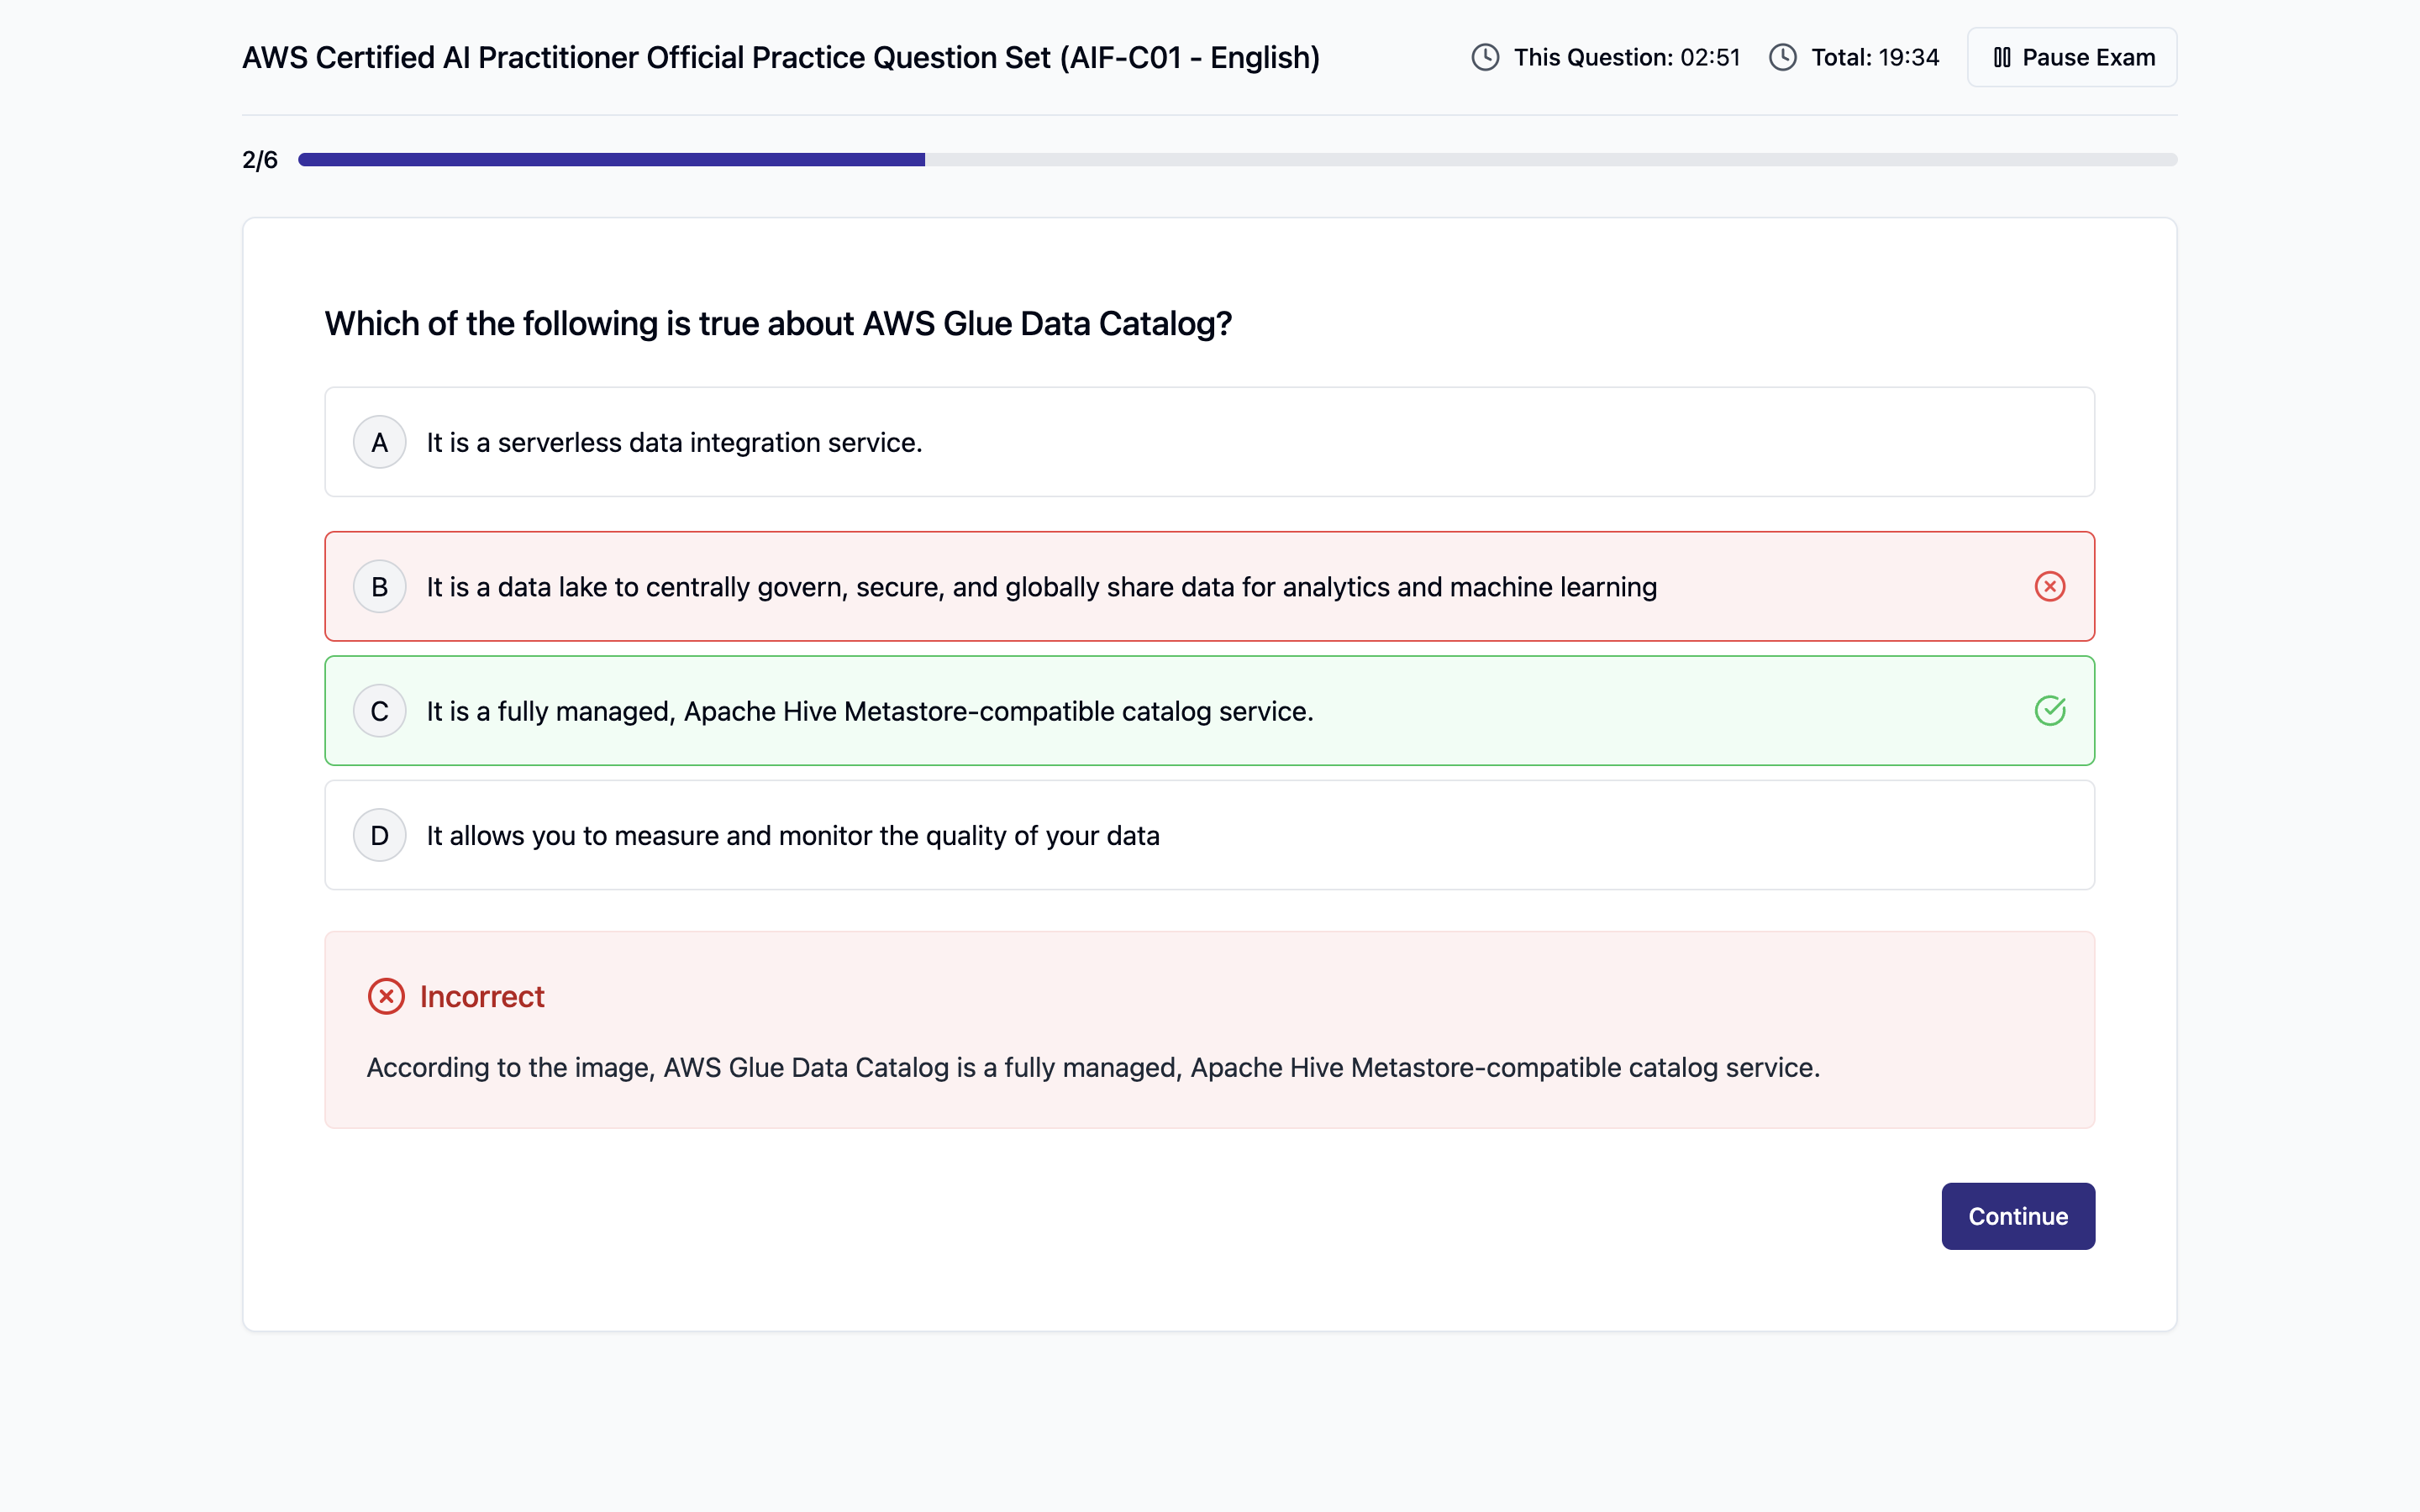 AWS Certified AI Practitioner Official Practice Question Set (AIF-C01 - English)
This Question: 02:51
Total: 19:34
Pause Exam
2/6
Which of the following is true about AWS Glue Data Catalog?
A It is a serverless data integration service.
B It is a data lake to centrally govern, secure, and globally share data for analytics and machine learning
C It is a fully managed, Apache Hive Metastore-compatible catalog service.
D It allows you to measure and monitor the quality of your data
Incorrect
According to the image, AWS Glue Data Catalog is a fully managed, Apache Hive Metastore-compatible catalog service.
Continue